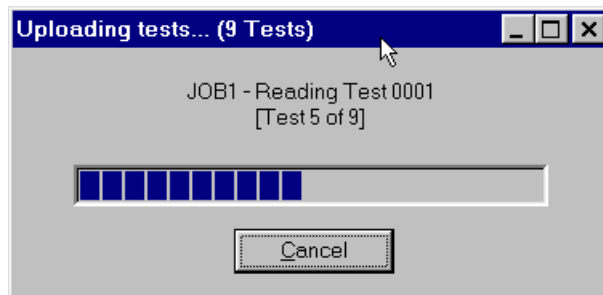 Uploading tests... (9 Tests)
JOB1 - Reading Test 0001
[Test 5 of 9]
Cancel